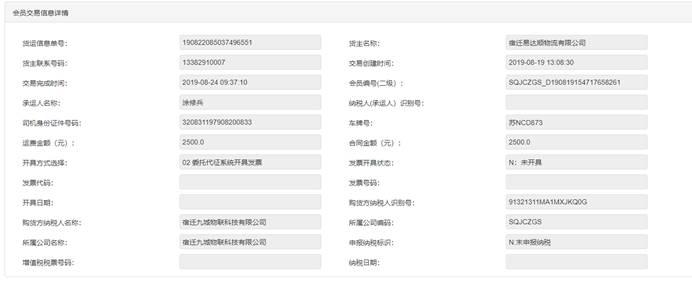 会员交易信息详情
货运信息单号: 190822085037496551 货主名称: 宿迁易达顺物流有限公司
货主联系号码: 13382910007 交易创建时间: 2019-08-19 13:08:30
交易完成时间: 2019-08-24 09:37:10 会员编号(二级): SQJCZGS_D190819154717658261
承运人名称: 涂修兵 纳税人(承运人）识别号:
司机身份证件号码: 320831197908200833 车牌号: 苏NCD873
运费金额（元）: 2500.0 合同金额（元）: 2500.0
开具方式选择: 02 委托代征系统开具发票 发票开具状态: N：未开具
发票代码: 发票号码:
开具日期: 购货方纳税人识别号: 91321311MA1MXJKQ0G
购货方纳税人名称: 宿迁九城物联科技有限公司 所属公司编码: SQJCZGS
所属公司名称: 宿迁九城物联科技有限公司 申报纳税标识: N:未申报纳税
增值税税票号码: 纳税日期: